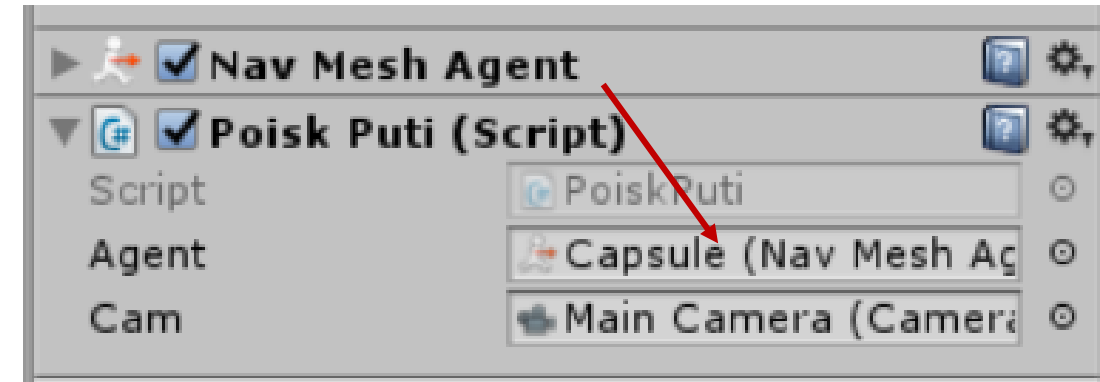 Nav Mesh Agent
Poisk Puti (Script)
Script PoiskPuti
Agent Capsule (Nav Mesh Ag
Cam Main Camera (Camera